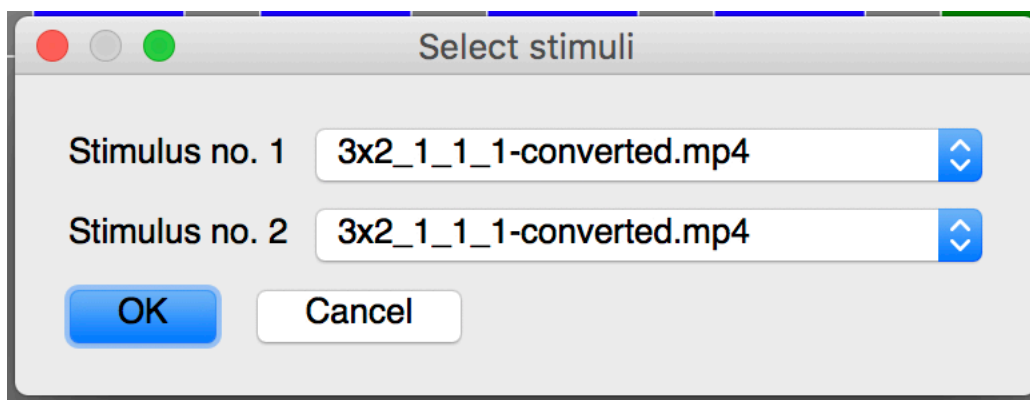 Select stimuli
Stimulus no. 1 3x2_1_1_1-converted.mp4
Stimulus no. 2 3x2_1_1_1-converted.mp4
OK Cancel